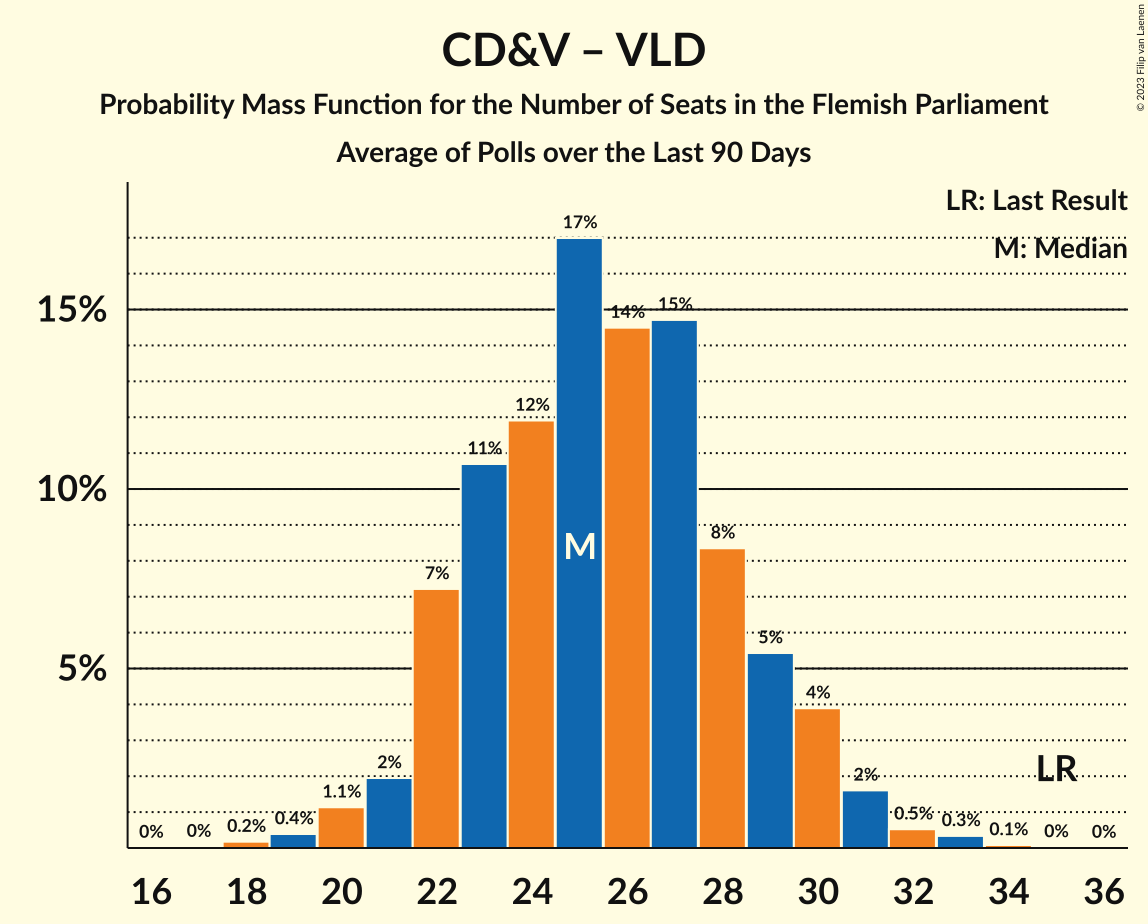 CD&V – VLD
Probability Mass Function for the Number of Seats in the Flemish Parliament
Average of Polls over the Last 90 Days
© 2023 Filip van Laenen
LR: Last Result
M: Median
15%
10%
5%
0%
0%
0.2%
0.4%
1.1%
2%
7%
11%
12%
17%
14%
15%
8%
5%
4%
2%
0.5%
0.3%
0.1%
0%
0%
M
LR
16 18 20 22 24 26 28 30 32 34 36